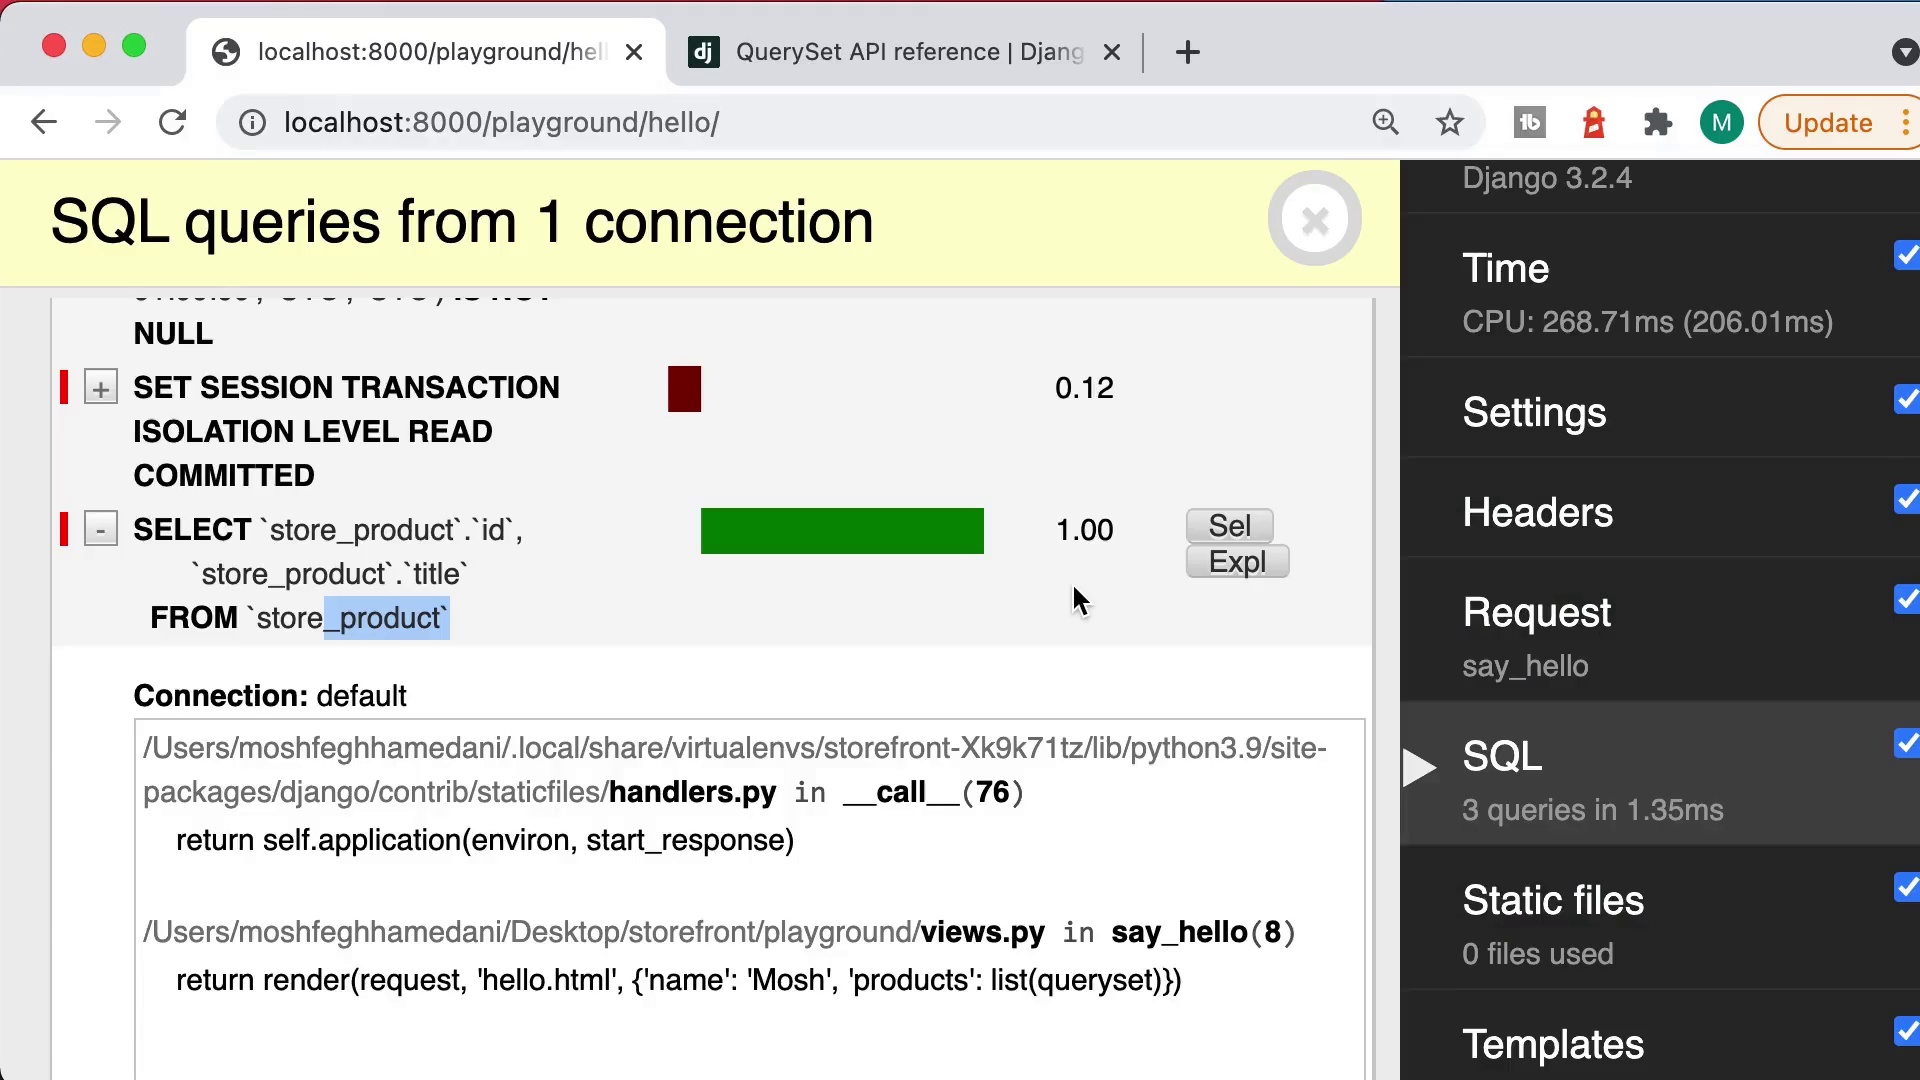 localhost:8000/playground/hel
QuerySet API reference | Djang
localhost:8000/playground/hello/
M
Update
SQL queries from 1 connection
NULL
+ SET SESSION TRANSACTION 0.12
ISOLATION LEVEL READ
COMMITTED
- SELECT `store_product`.`id`, 1.00 Sel
`store_product`.`title` Expl
FROM `store_product`
Connection: default
/Users/moshfeghhamedani/.local/share/virtualenvs/storefront-Xk9k71tz/lib/python3.9/site-
packages/django/contrib/staticfiles/handlers.py in __call__(76)
return self.application(environ, start_response)
/Users/moshfeghhamedani/Desktop/storefront/playground/views.py in say_hello(8)
return render(request, 'hello.html', {'name': 'Mosh', 'products': list(queryset)})
Django 3.2.4
Time
CPU: 268.71ms (206.01ms)
Settings
Headers
Request
say_hello
SQL
3 queries in 1.35ms
Static files
0 files used
Templates